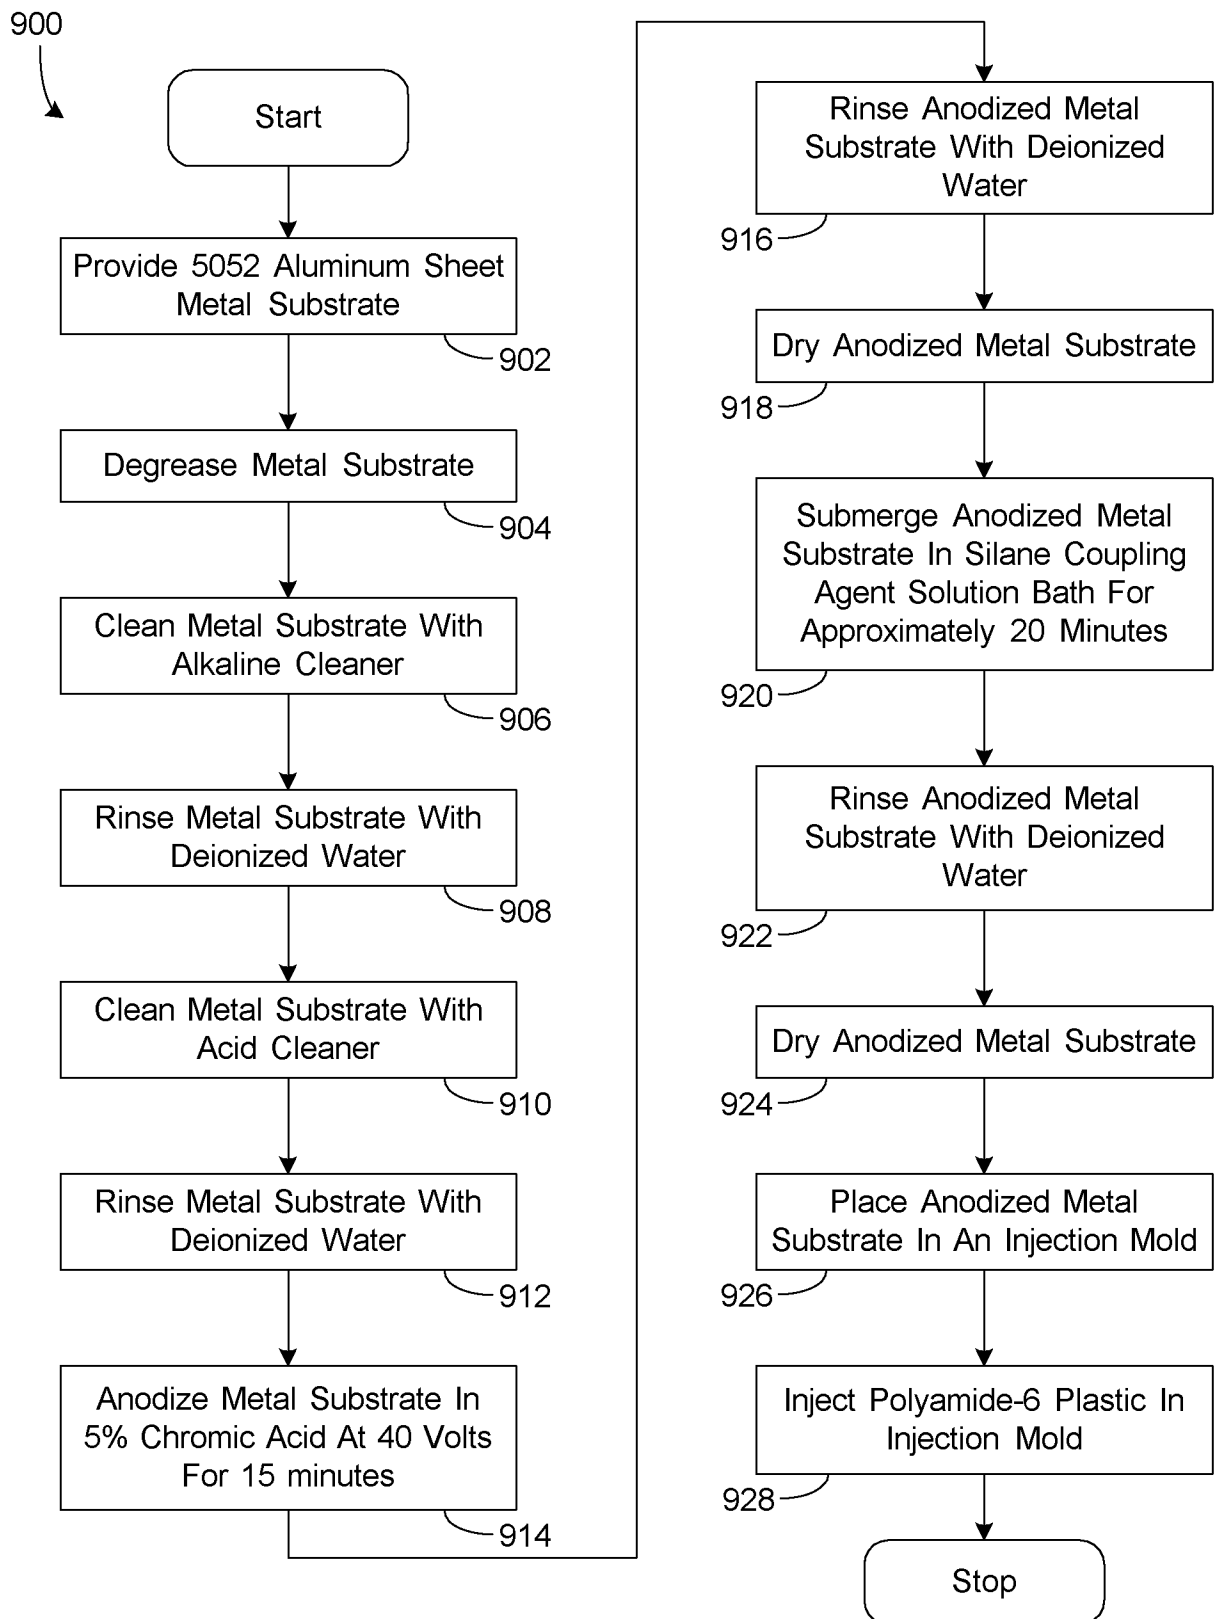 900
Start
Provide 5052 Aluminum Sheet
Metal Substrate
902
Degrease Metal Substrate
904
Clean Metal Substrate With
Alkaline Cleaner
906
Rinse Metal Substrate With
Deionized Water
908
Clean Metal Substrate With
Acid Cleaner
910
Rinse Metal Substrate With
Deionized Water
912
Anodize Metal Substrate In
5% Chromic Acid At 40 Volts
For 15 minutes
914
Rinse Anodized Metal
Substrate With Deionized
Water
916
Dry Anodized Metal Substrate
918
Submerge Anodized Metal
Substrate In Silane Coupling
Agent Solution Bath For
Approximately 20 Minutes
920
Rinse Anodized Metal
Substrate With Deionized
Water
922
Dry Anodized Metal Substrate
924
Place Anodized Metal
Substrate In An Injection Mold
926
Inject Polyamide-6 Plastic In
Injection Mold
928
Stop